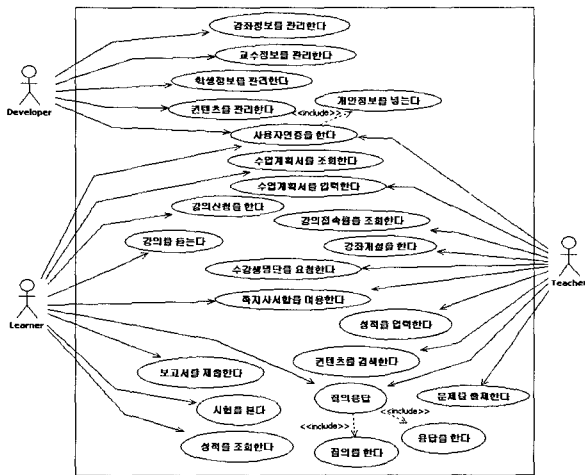 강좌정보를 관리한다
교수정보를 관리한다
학생정보를 관리한다
컨텐츠를 관리한다
<<include>>
개인정보를 넣는다
사용자인증을 한다
수업계획서를 조회한다
수업계획서를 입력한다
강의신청을 한다
강의접속율을 조회한다
강의를 듣는다
강좌개설을 한다
수강생명단을 요청한다
쪽지사서함을 이용한다
성적을 입력한다
컨텐츠를 검색한다
보고서를 제출한다
질의응답
문제를 출제한다
시험을 본다
<<include>>
<<include>>
성적을 조회한다
질의를 한다
응답을 한다
Developer
Learner
Teacher